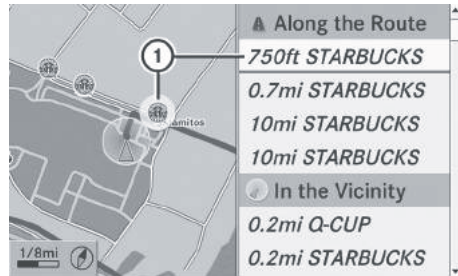 1
amitos
1/8mi
Along the Route
750ft STARBUCKS
0.7mi STARBUCKS
10mi STARBUCKS
10mi STARBUCKS
In the Vicinity
0.2mi Q-CUP
0.2mi STARBUCKS